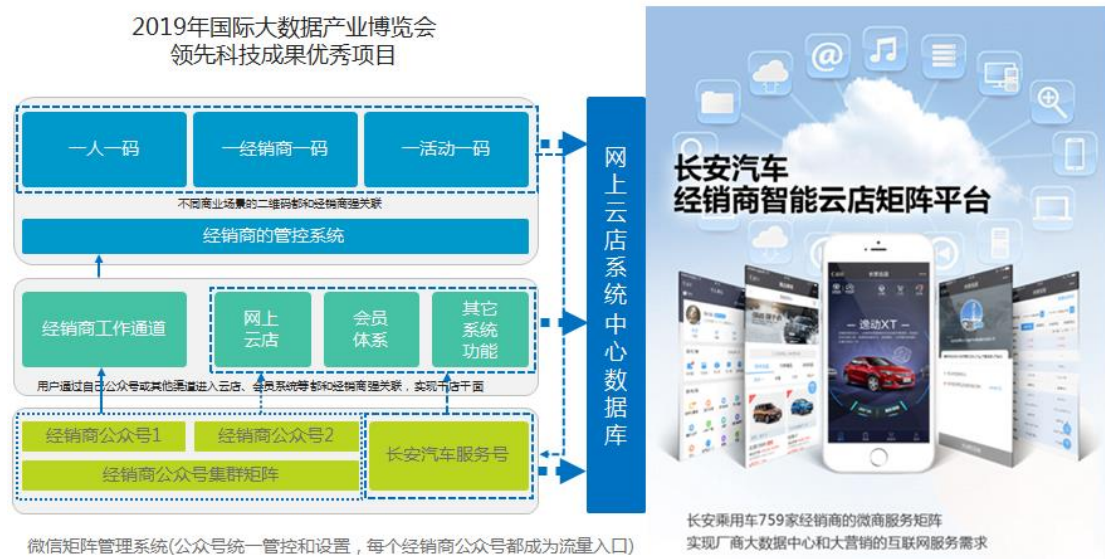 2019年国际大数据产业博览会
领先科技成果优秀项目
一人一码
一经销商一码
一活动一码
不同商业场景的二维码都和经销商强关联
经销商的管控系统
经销商工作通道
网上
云店
会员
体系
其它
系统
功能
用户通过自己公众号或其他渠道进入云店、会员系统等都和经销商强关联，实现千店千面
经销商公众号1
经销商公众号2
经销商公众号集群矩阵
长安汽车服务号
微信矩阵管理系统(公众号统一管控和设置，每个经销商公众号都成为流量入口)
网上云店系统中心数据库
长安汽车
经销商智能云店矩阵平台
逸动XT
长安乘用车759家经销商的微商服务矩阵
实现厂商大数据中心和大营销的互联网服务需求